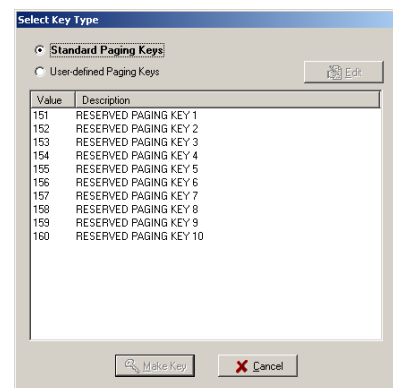 Select Key Type
Standard Paging Keys
User-defined Paging Keys
Edit
Value Description
151 RESERVED PAGING KEY 1
152 RESERVED PAGING KEY 2
153 RESERVED PAGING KEY 3
154 RESERVED PAGING KEY 4
155 RESERVED PAGING KEY 5
156 RESERVED PAGING KEY 6
157 RESERVED PAGING KEY 7
158 RESERVED PAGING KEY 8
159 RESERVED PAGING KEY 9
160 RESERVED PAGING KEY 10
Make Key Cancel